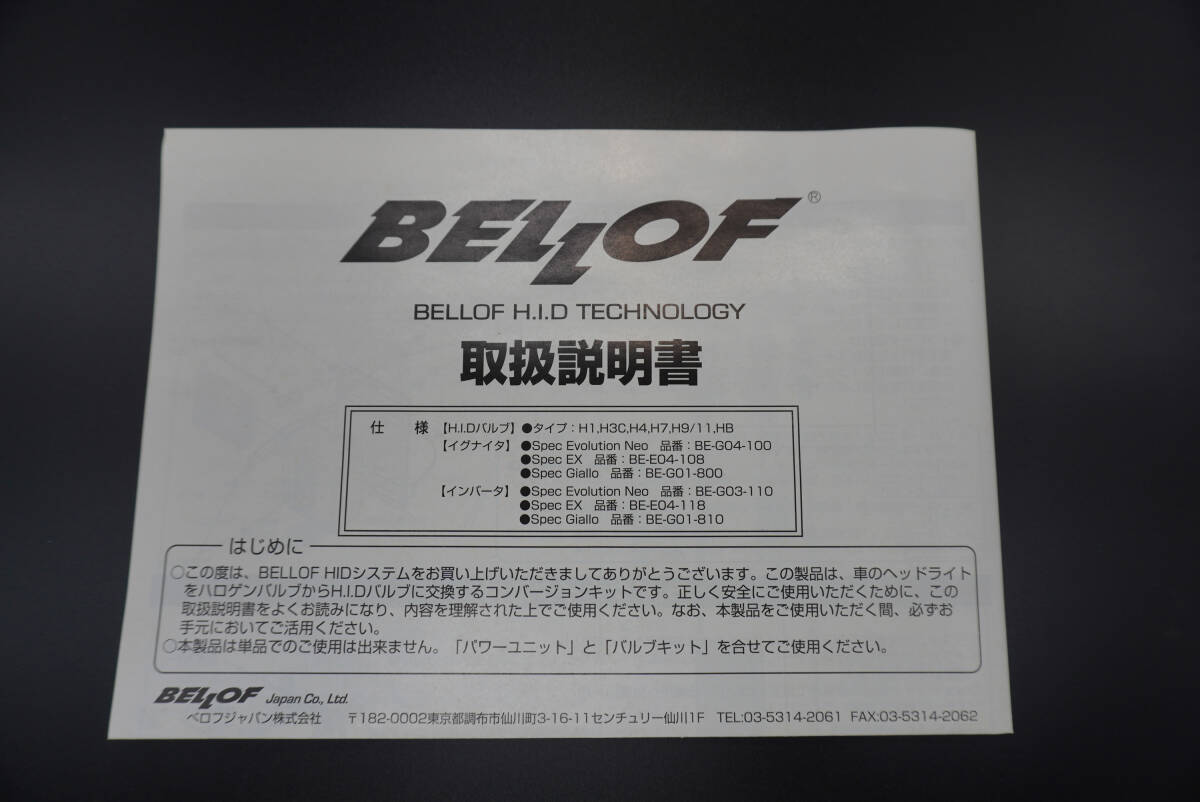 BELLOF®
BELLOF H.I.D TECHNOLOGY
取扱説明書
仕　様 【H.I.Dバルブ】 ●タイプ：H1,H3C,H4,H7,H9/11,HB
【イグナイタ】 ●Spec Evolution Neo　品番：BE-G04-100
●Spec EX　品番：BE-E04-108
●Spec Giallo　品番：BE-G01-800
【インバータ】 ●Spec Evolution Neo　品番：BE-G03-110
●Spec EX　品番：BE-E04-118
●Spec Giallo　品番：BE-G01-810
はじめに
○この度は、BELLOF HIDシステムをお買い上げいただきましてありがとうございます。この製品は、車のヘッドライト
をハロゲンバルブからH.I.Dバルブに交換するコンバージョンキットです。正しく安全にご使用いただくために、この
取扱説明書をよくお読みになり、内容を理解された上でご使用ください。なお、本製品をご使用いただく間、必ずお
手元においてご活用ください。
○本製品は単品でのご使用は出来ません。「パワーユニット」と「バルブキット」を合せてご使用ください。
BELLOF Japan Co., Ltd.
ベロフジャパン株式会社　〒182-0002東京都調布市仙川町3-16-11センチュリー仙川1F　TEL:03-5314-2061 FAX:03-5314-2062